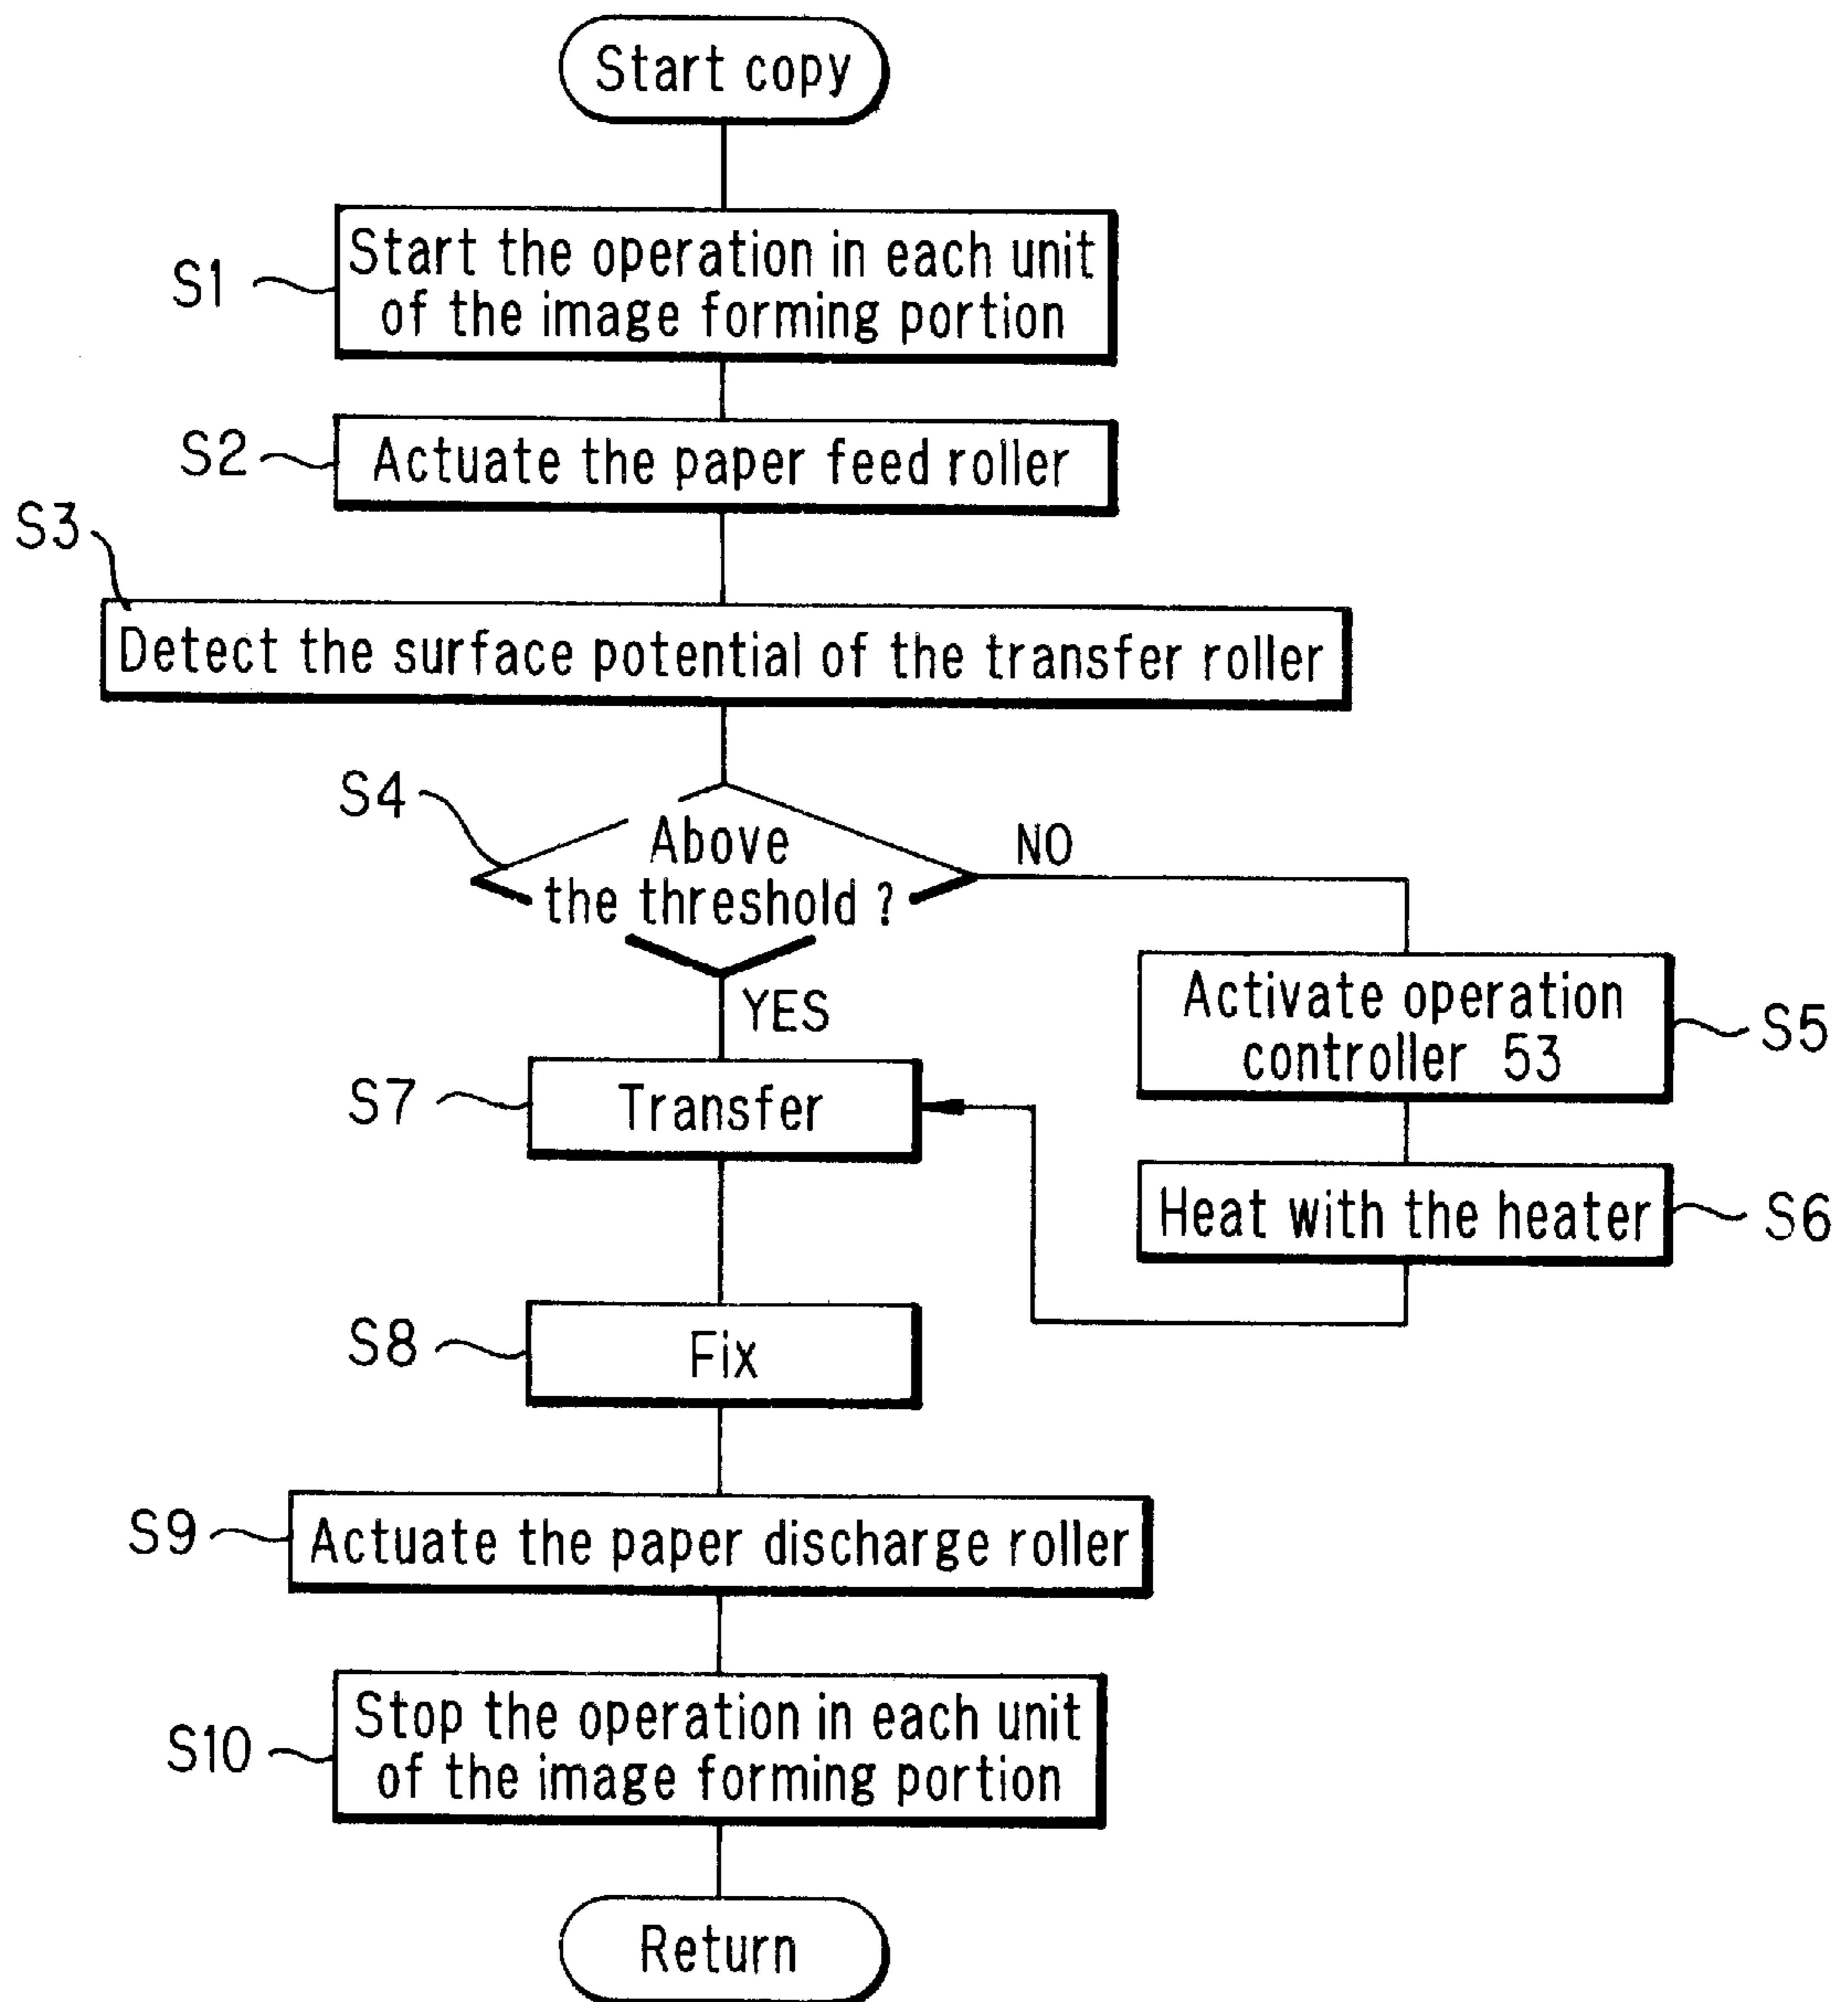 Start copy
S1
Start the operation in each unit
of the image forming portion
S2
Actuate the paper feed roller
S3
Detect the surface potential of the transfer roller
S4
Above
the threshold ?
NO
YES
Activate operation
controller 53
S5
Heat with the heater
S6
S7
Transfer
S8
Fix
S9
Actuate the paper discharge roller
S10
Stop the operation in each unit
of the image forming portion
Return